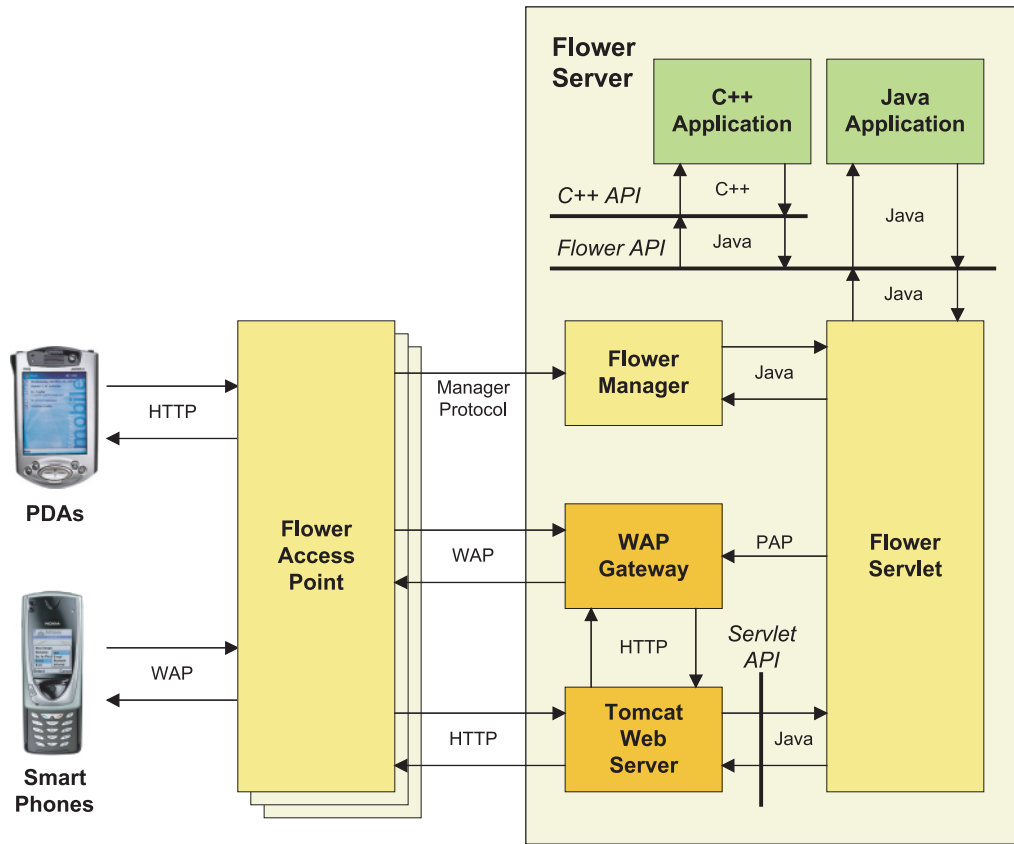 Flower
Server
C++
Application
Java
Application
C++ API
C++
Java
Flower API
Java
Java
Flower
Manager
Java
Manager
Protocol
HTTP
mobile
PDAs
Flower
Access
Point
WAP
WAP
Gateway
PAP
Flower
Servlet
NOKIA
HTTP
Servlet
API
WAP
HTTP
Tomcat
Web
Server
Java
Smart
Phones